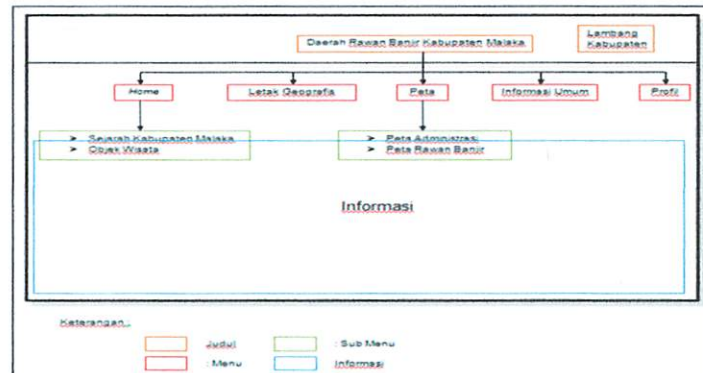 Lambang
Kabupaten
Daerah Rawan Banjir Kabupaten Malaka
Home
Letak Geografis
Peta
Informasi Umum
Profil
➤ Sejarah Kabupaten Malaka
➤ Objek Wisata
➤ Peta Administrasi
➤ Peta Rawan Banjir
Informasi
Keterangan :
Judul
: Sub Menu
: Menu
Informasi